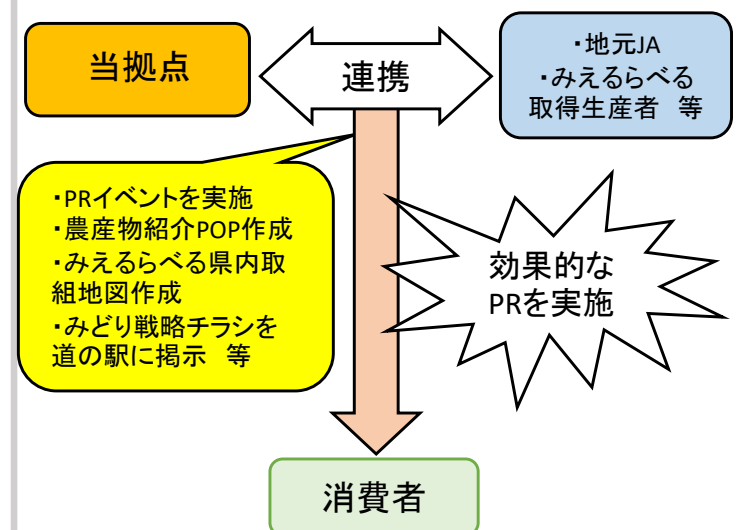 当拠点
連携
・地元JA
・みえるらべる
取得生産者　等
・PRイベントを実施
・農産物紹介POP作成
・みえるらべる県内取
組地図作成
・みどり戦略チラシを
道の駅に掲示　等
効果的な
PRを実施
消費者